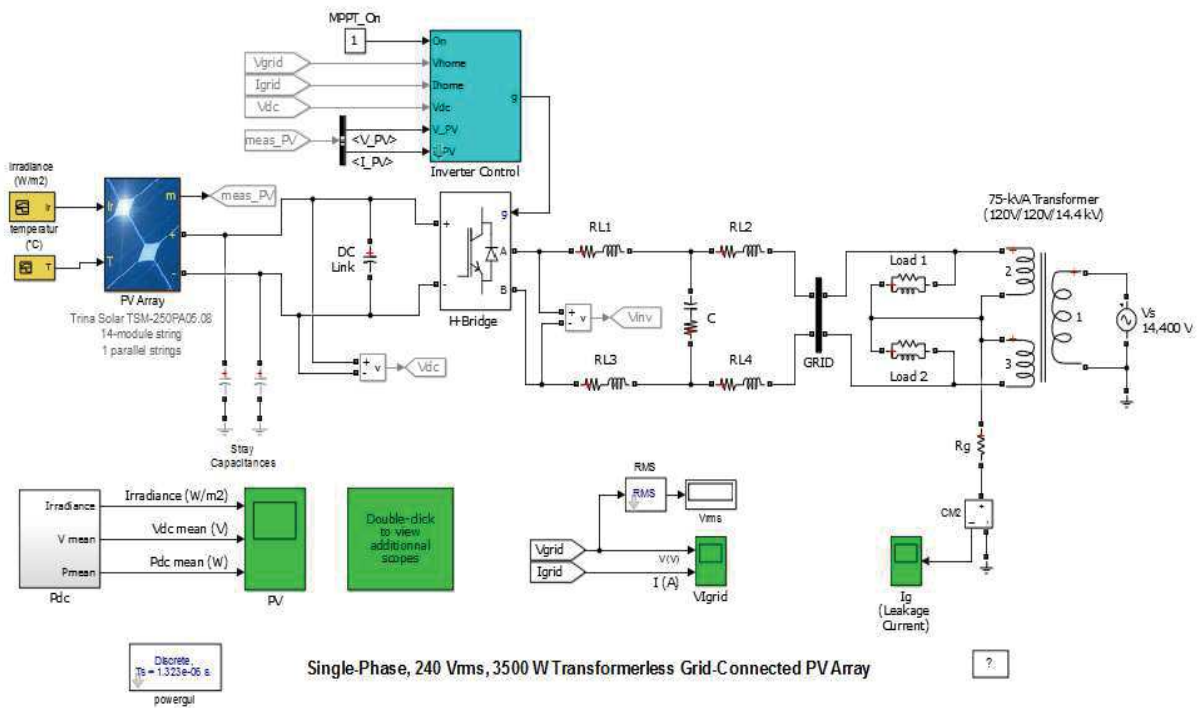 MPPT_On
1
On
Vgrid
Vhome
Igrid
Ihome
g
Vdc
Vdc
meas_PV
V_PV
<V_PV>
_PV
<I_PV>
Inverter Control
Irradiance
(W/m2)
Ir
Ir
m
meas_PV
temperatur
(°C)
T
T
+
-
PV Array
Trina Solar TSM-250PA05.08
14-module string
1 parallel strings
DC
Link
g
+
-
A
B
H-Bridge
RL1
RL2
+
-
v
Vinv
C
RL3
RL4
GRID
75-kVA Transformer
(120V/120V/14.4 kV)
Load 1
Load 2
2
3
1
Vs
14,400 V
+
-
v
Vdc
Stray
Capacitances
Rg
CM2
+
-
i
Ig
(Leakage
Current)
Irradiance
V mean
Pmean
Pdc
Irradiance (W/m2)
Vdc mean (V)
Pdc mean (W)
PV
Double-click
to view
additionnal
scopes
RMS
RMS
Vrms
Vgrid
Igrid
V (V)
I (A)
VIgrid
Discrete,
Ts = 1.323e-06 s.
powergui
Single-Phase, 240 Vrms, 3500 W Transformerless Grid-Connected PV Array
?